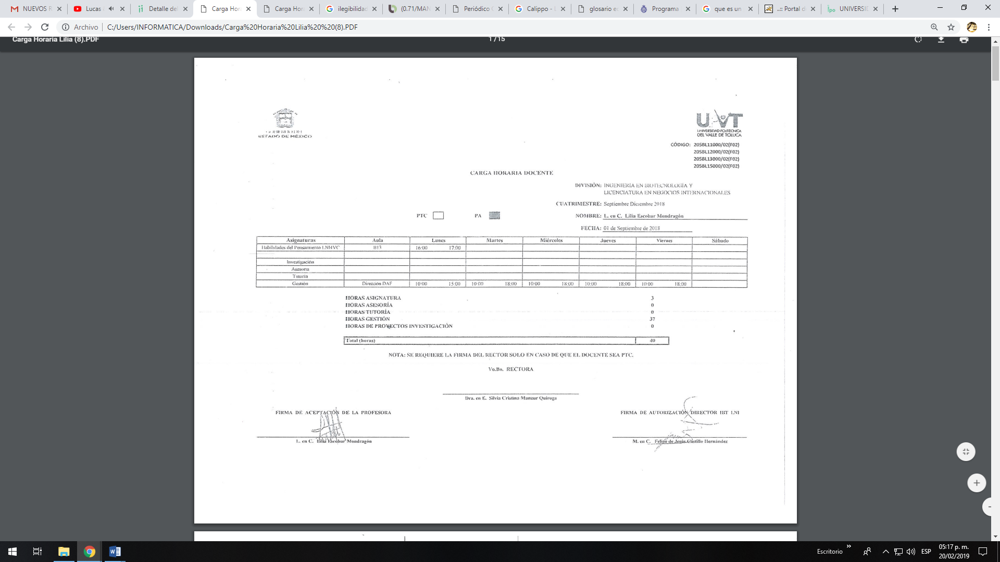 NUEVOS R
Lucas
Detalle del
Carga Hora
Carga Hora
ilegibilidad
(0.71/MAN
Periódico
Calippo - L
glosario ec
Programa
que es un
..:: Portal d
UNIVERSID
Archivo C:/Users/INFORMATICA/Downloads/Carga%20Horaria%20Lilia%20%20(8).PDF
Carga Horaria Lilia (8).PDF 1 / 15
ESTADO DE MÉXICO
UNIVERSIDAD POLITÉCNICA
DEL VALLE DE TOLUCA
CÓDIGO: 205BL11000/02(F02)
205BL12000/02(F02)
205BL13000/02(F02)
205BL15000/02(F02)
CARGA HORARIA DOCENTE
DIVISIÓN: INGENIERÍA EN BIOTECNOLOGÍA Y
LICENCIATURA EN NEGOCIOS INTERNACIONALES
CUATRIMESTRE: Septiembre Diciembre 2018
PTC PA NOMBRE: L. en C. Lilia Escobar Mondragón
FECHA: 01 de Septiembre de 2018
Asignaturas Aula Lunes Martes Miércoles Jueves Viernes Sábado
Habilidades del Pensamiento LNI4VC B13 16:00 17:00
Investigación
Asesoría
Tutoría
Gestión Dirección DAF 10:00 15:00 10:00 18:00 10:00 18:00 10:00 18:00 10:00 18:00
HORAS ASIGNATURA 3
HORAS ASESORÍA 0
HORAS TUTORÍA 0
HORAS GESTIÓN 37
HORAS DE PROYECTOS INVESTIGACIÓN 0
Total (horas) 40
NOTA: SE REQUIERE LA FIRMA DEL RECTOR SOLO EN CASO DE QUE EL DOCENTE SEA PTC.
Vo.Bo. RECTORA
Dra. en E. Silvia Cristina Manzur Quiroga
FIRMA DE ACEPTACIÓN DE LA PROFESORA
FIRMA DE AUTORIZACIÓN DIRECTOR IBT LNI
L. en C. Lilia Escobar Mondragón
M. en C. Felipe de Jesús Castillo Hernández
Escritorio
ESP
05:17 p. m.
20/02/2019